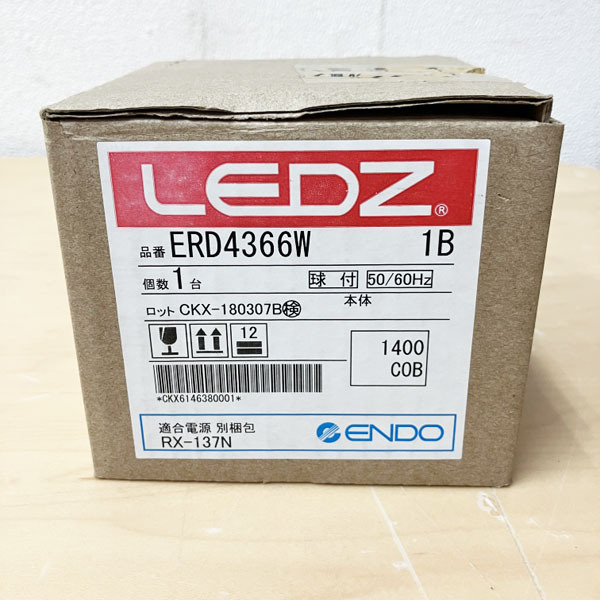 LEDZ®
品番 ERD4366W 1B
個数 1 台 球 付 50/60Hz
本体
ロット CKX-180307B㊬
12
1400
COB
*CKX6146380001*
適合電源 別梱包
RX-137N
ENDO